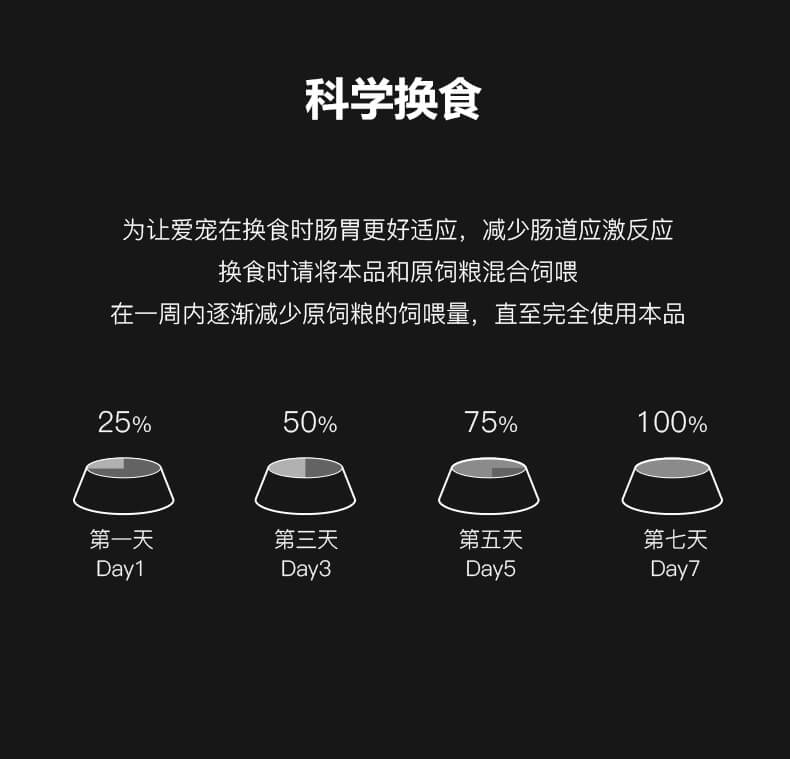 科学换食
为让爱宠在换食时肠胃更好适应，减少肠道应激反应
换食时请将本品和原饲粮混合饲喂
在一周内逐渐减少原饲粮的饲喂量，直至完全使用本品
25% 50% 75% 100%
第一天 第三天 第五天 第七天
Day1 Day3 Day5 Day7